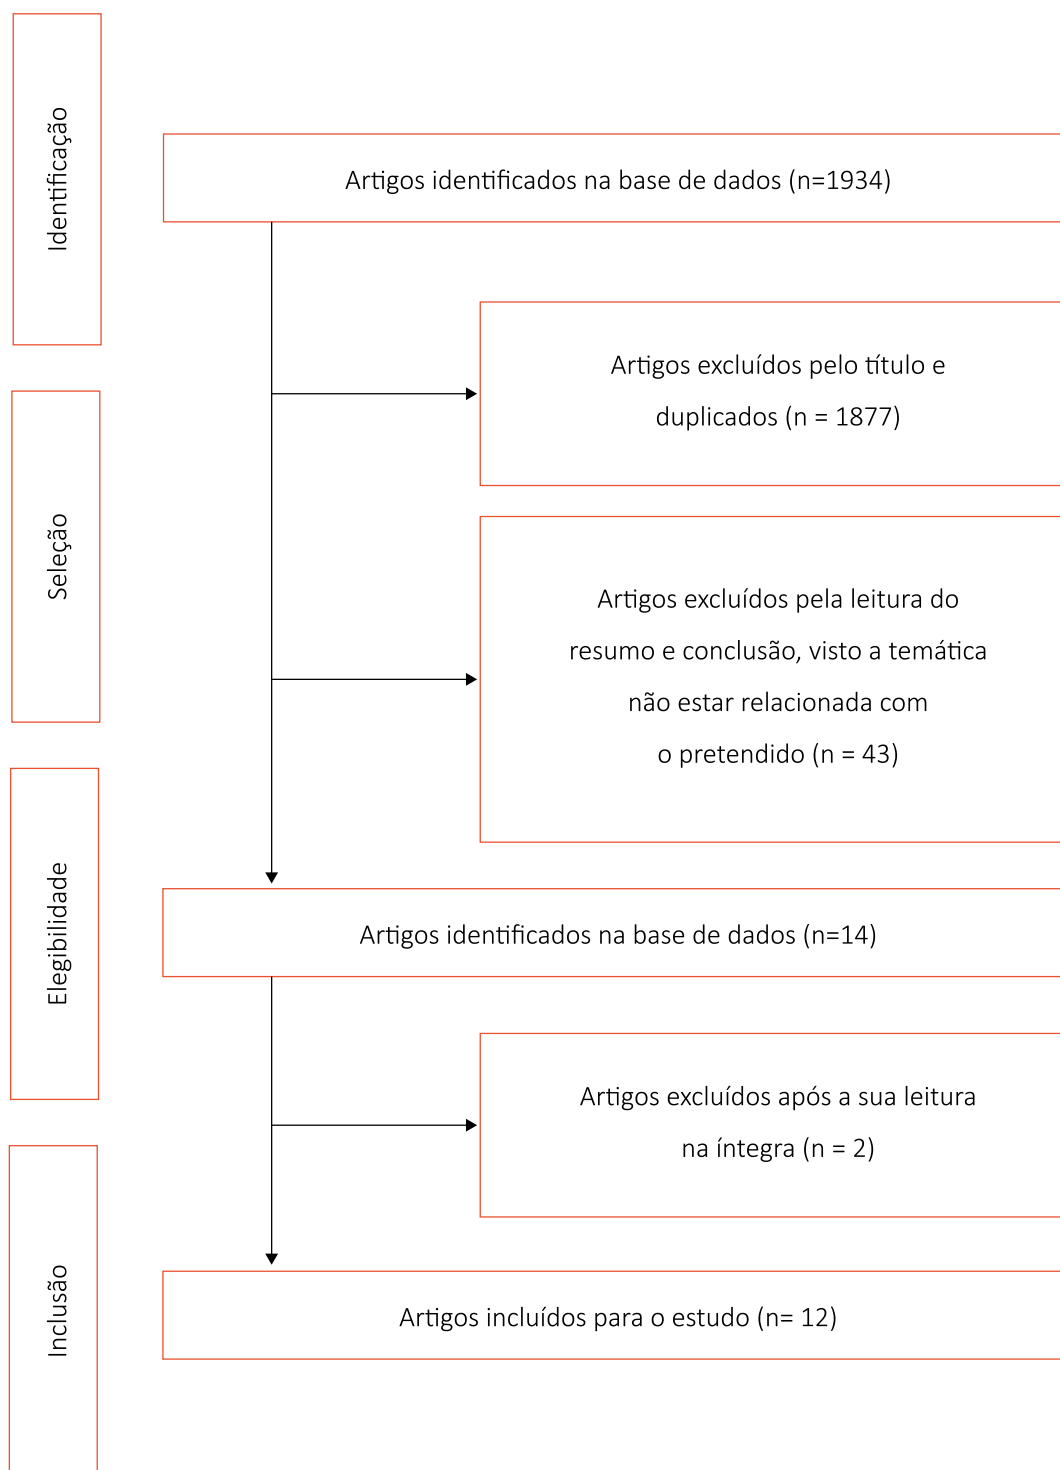 Identificação
Artigos identificados na base de dados (n=1934)
Artigos excluídos pelo título e
duplicados (n = 1877)
Seleção
Artigos excluídos pela leitura do
resumo e conclusão, visto a temática
não estar relacionada com
o pretendido (n = 43)
Elegibilidade
Artigos identificados na base de dados (n=14)
Artigos excluídos após a sua leitura
na íntegra (n = 2)
Inclusão
Artigos incluídos para o estudo (n= 12)